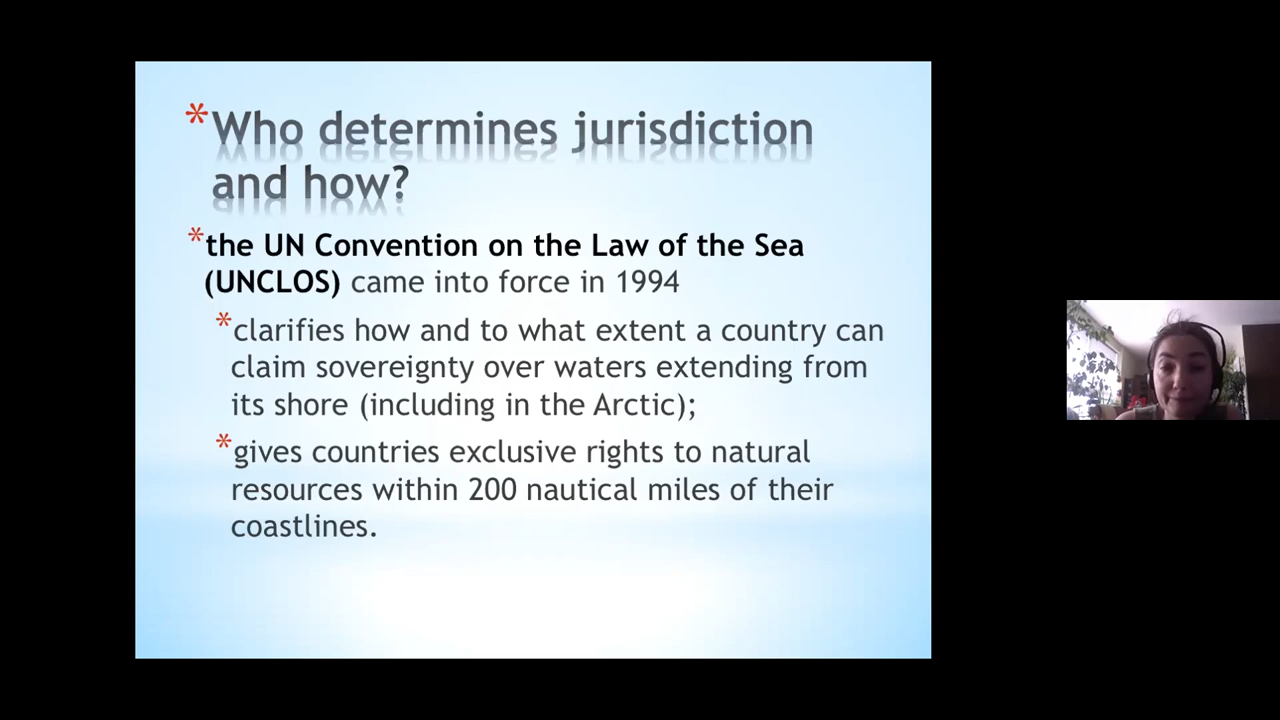 *Who determines jurisdiction
and how?
*the UN Convention on the Law of the Sea
(UNCLOS) came into force in 1994
*clarifies how and to what extent a country can
claim sovereignty over waters extending from
its shore (including in the Arctic);
*gives countries exclusive rights to natural
resources within 200 nautical miles of their
coastlines.